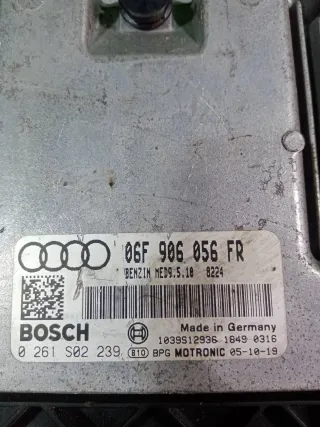 06F 906 056 FR
BENZIN MED9.5.10 8224
Made in Germany
BOSCH
1039S12936 1649 0316
0 261 S02 239 B10 BPG MOTRONIC 05-10-19